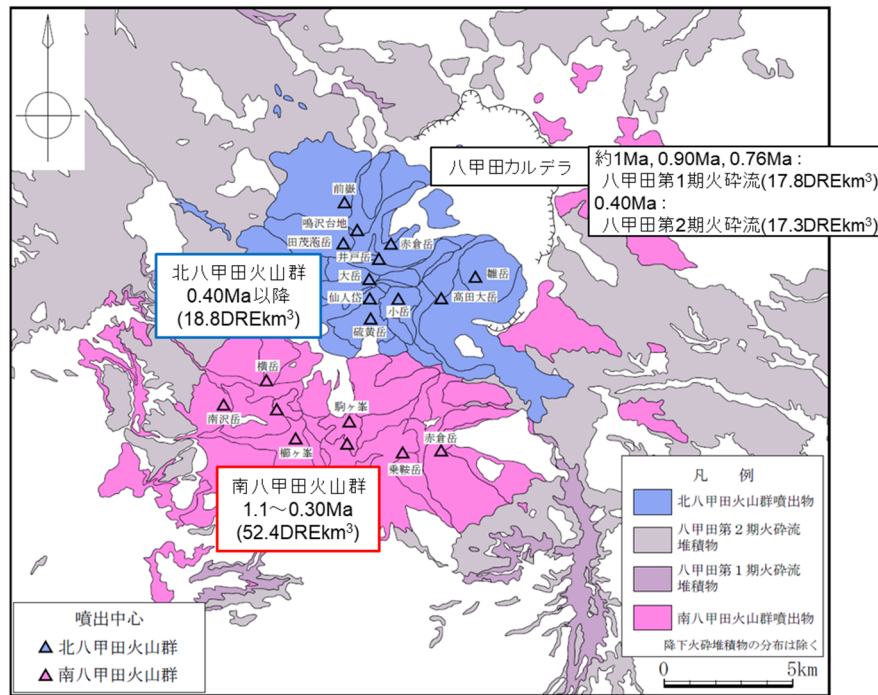 八甲田カルデラ
約1Ma, 0.90Ma, 0.76Ma :
八甲田第1期火砕流(17.8DREkm³)
0.40Ma :
八甲田第2期火砕流(17.3DREkm³)
前嶽
鳴沢台地
田茂萢岳
赤倉岳
井戸岳
大岳
雛岳
仙人岱
小岳
高田大岳
硫黄岳
北八甲田火山群
0.40Ma以降
(18.8DREkm³)
横岳
南沢岳
駒ヶ峯
櫛ヶ峯
赤倉岳
乗鞍岳
南八甲田火山群
1.1～0.30Ma
(52.4DREkm³)
凡 例
北八甲田火山群噴出物
八甲田第2期火砕流
堆積物
八甲田第1期火砕流
堆積物
南八甲田火山群噴出物
降下火砕堆積物の分布は除く
噴出中心
北八甲田火山群
南八甲田火山群
0 5km